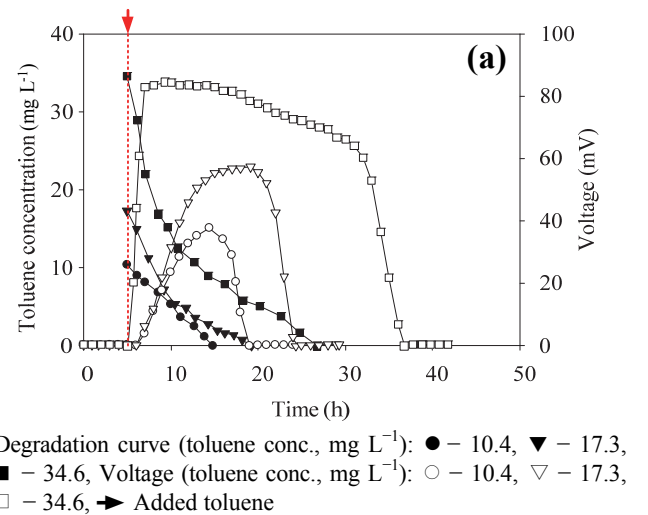 (a)
40
30
20
10
0
Toluene concentration (mg L⁻¹)
100
80
60
40
20
0
Voltage (mV)
0 10 20 30 40 50
Time (h)
Degradation curve (toluene conc., mg L⁻¹): ● − 10.4, ▼ − 17.3,
■ − 34.6, Voltage (toluene conc., mg L⁻¹): ○ − 10.4, ▽ − 17.3,
□ − 34.6, → Added toluene